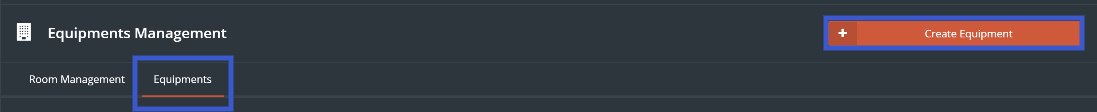 Equipments Management
+ Create Equipment
Room Management
Equipments